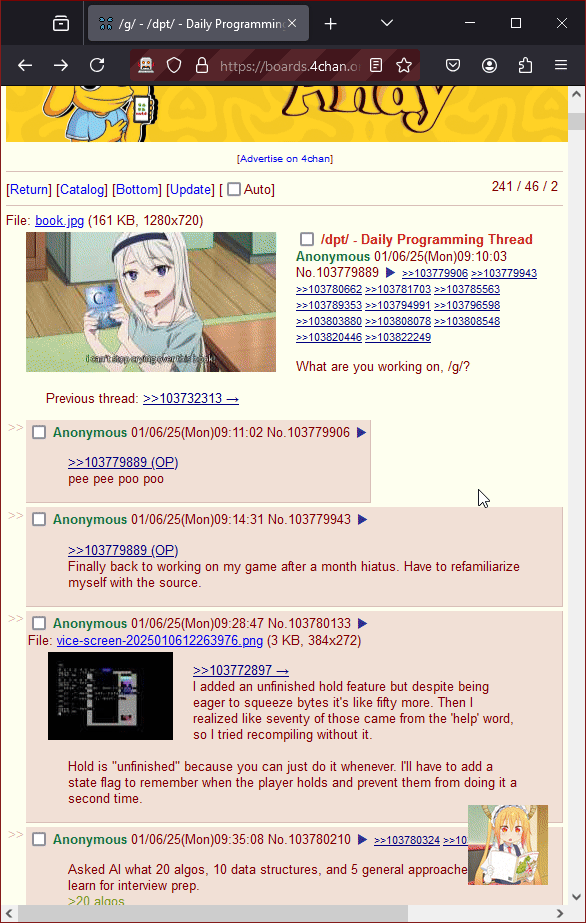 /g/ - /dpt/ - Daily Programming
https://boards.4chan.or
Andy
[Advertise on 4chan]
[Return] [Catalog] [Bottom] [Update] [ Auto]
241 / 46 / 2
File: book.jpg (161 KB, 1280x720)
/dpt/ - Daily Programming Thread
Anonymous 01/06/25(Mon)09:10:03
No.103779889 ▶ >>103779906 >>103779943
>>103780662 >>103781703 >>103785563
>>103789353 >>103794991 >>103796598
>>103803880 >>103808078 >>103808548
>>103820446 >>103822249
I can't stop crying over this book!
What are you working on, /g/?
Previous thread: >>103732313 →
>> Anonymous 01/06/25(Mon)09:11:02 No.103779906 ▶
>>103779889 (OP)
pee pee poo poo
>> Anonymous 01/06/25(Mon)09:14:31 No.103779943 ▶
>>103779889 (OP)
Finally back to working on my game after a month hiatus. Have to refamiliarize
myself with the source.
>> Anonymous 01/06/25(Mon)09:28:47 No.103780133 ▶
File: vice-screen-2025010612263976.png (3 KB, 384x272)
>>103772897 →
I added an unfinished hold feature but despite being
eager to squeeze bytes it's like fifty more. Then I
realized like seventy of those came from the 'help' word,
so I tried recompiling without it.
Hold is "unfinished" because you can just do it whenever. I'll have to add a
state flag to remember when the player holds and prevent them from doing it a
second time.
>> Anonymous 01/06/25(Mon)09:35:08 No.103780210 ▶ >>103780324 >>10
Asked AI what 20 algos, 10 data structures, and 5 general approache
learn for interview prep.
>20 algos